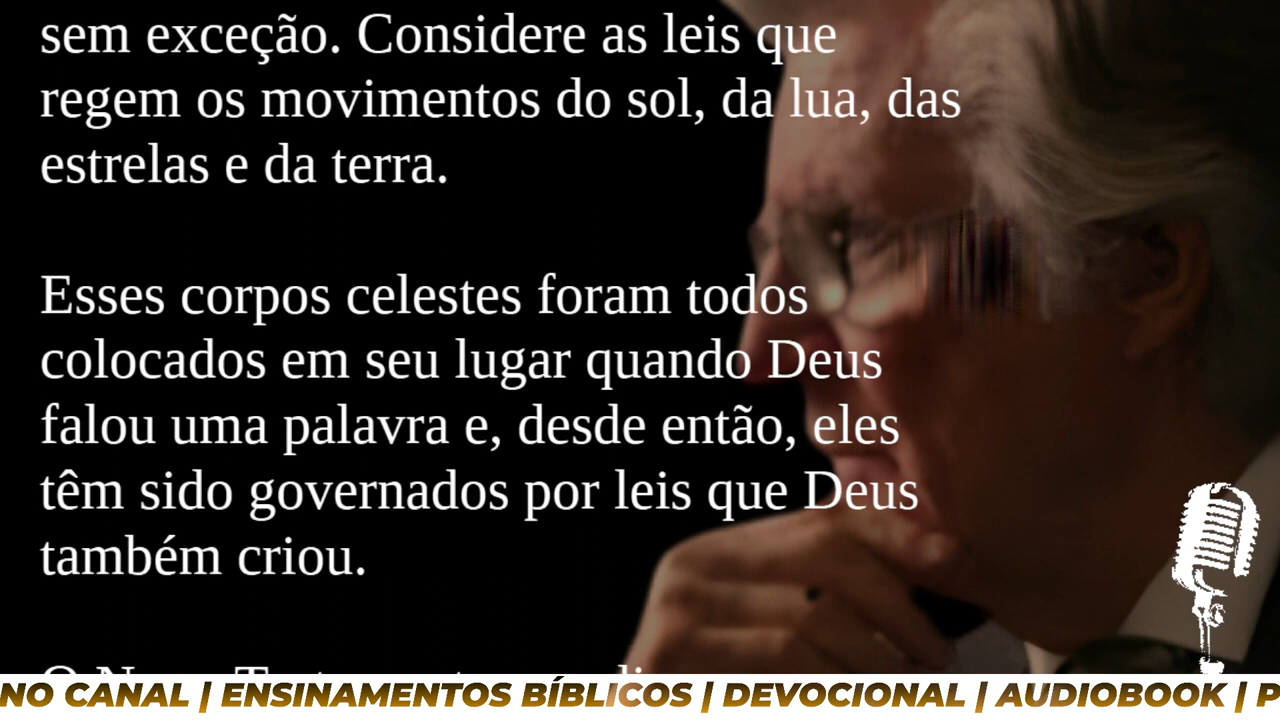 sem exceção. Considere as leis que
regem os movimentos do sol, da lua, das
estrelas e da terra.
Esses corpos celestes foram todos
colocados em seu lugar quando Deus
falou uma palavra e, desde então, eles
têm sido governados por leis que Deus
também criou.
NO CANAL | ENSINAMENTOS BÍBLICOS | DEVOCIONAL | AUDIOBOOK | P